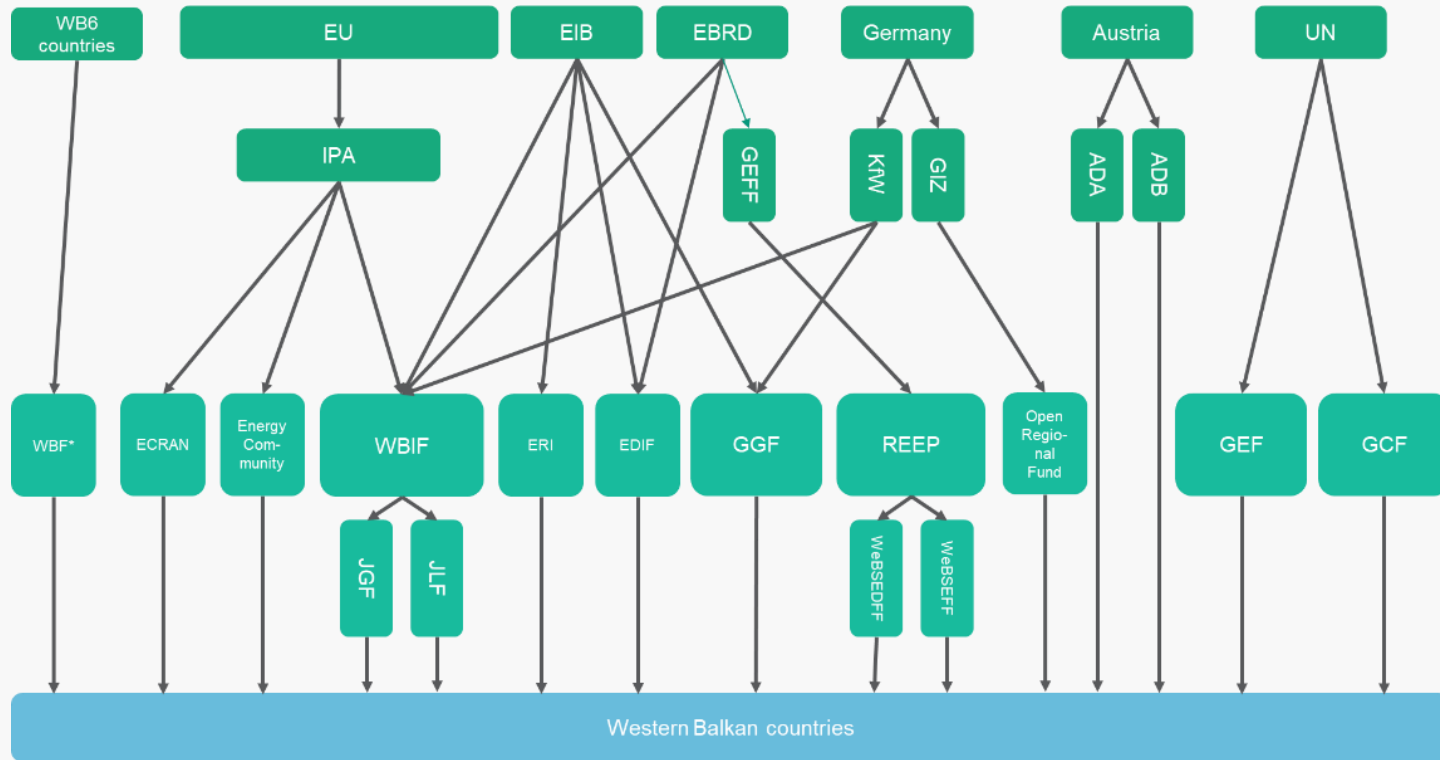 WB6
countries
EU
EIB
EBRD
Germany
Austria
UN
IPA
GEFF
KfW
GIZ
ADA
ADB
WBF*
ECRAN
Energy
Com-
munity
WBIF
ERI
EDIF
GGF
REEP
Open
Regio-
nal
Fund
GEF
GCF
JGF
JLF
WeBSEDFF
WeBSEFF
Western Balkan countries